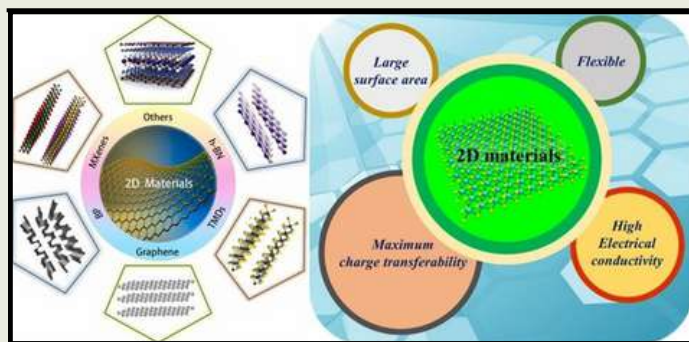 Others
MXenes
h-BN
2D Materials
BP
TMDs
Graphene
Large
surface area
Flexible
2D materials
Maximum
charge transferability
High
Electrical
conductivity